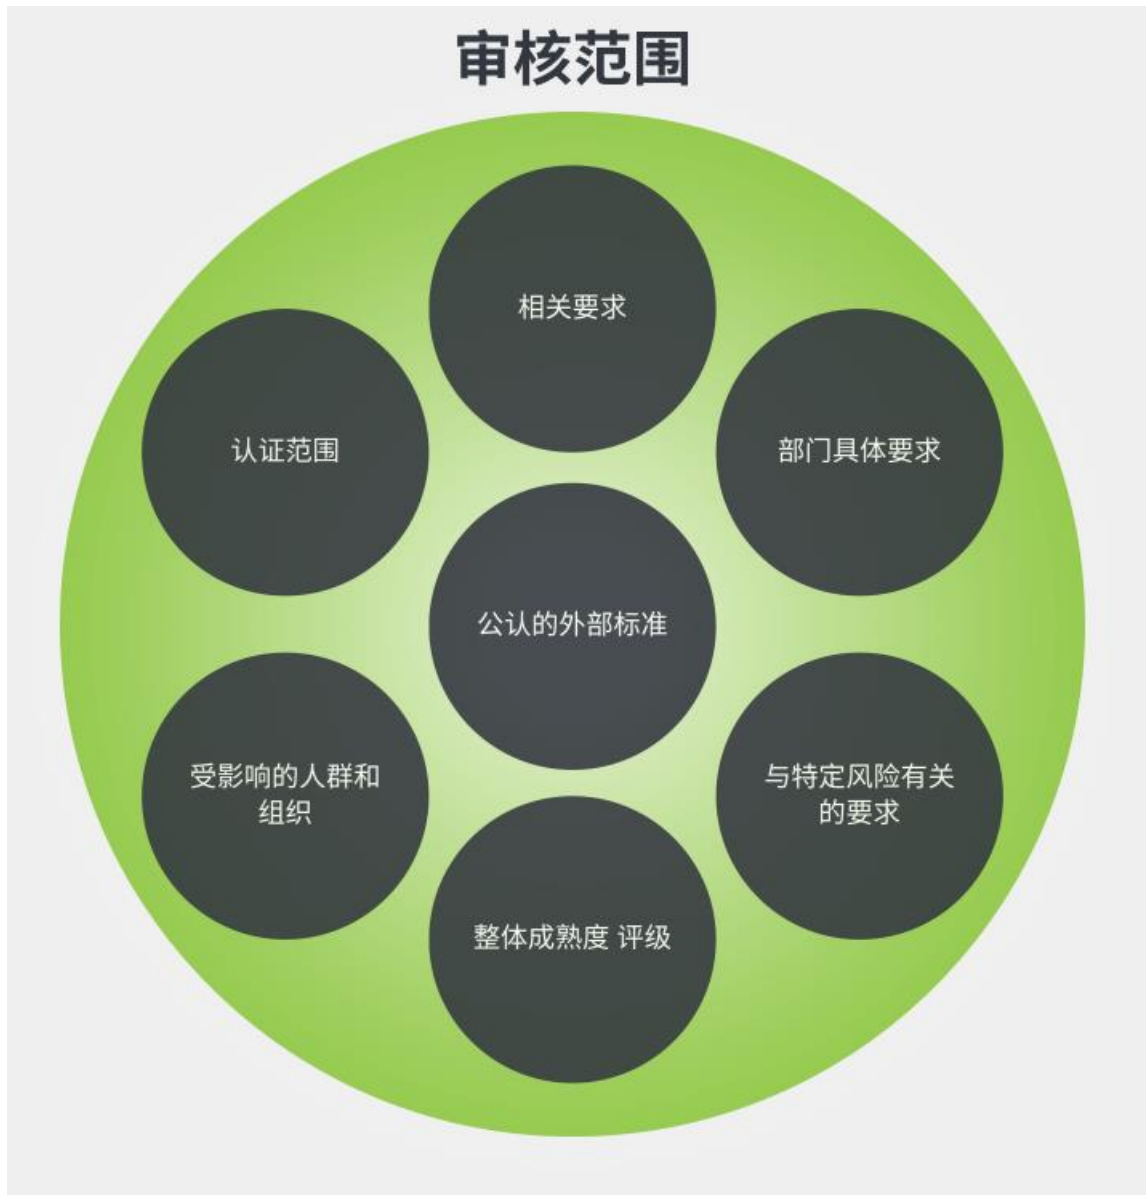 审核范围
相关要求
认证范围
部门具体要求
公认的外部标准
受影响的人群和
组织
与特定风险有关
的要求
整体成熟度 评级